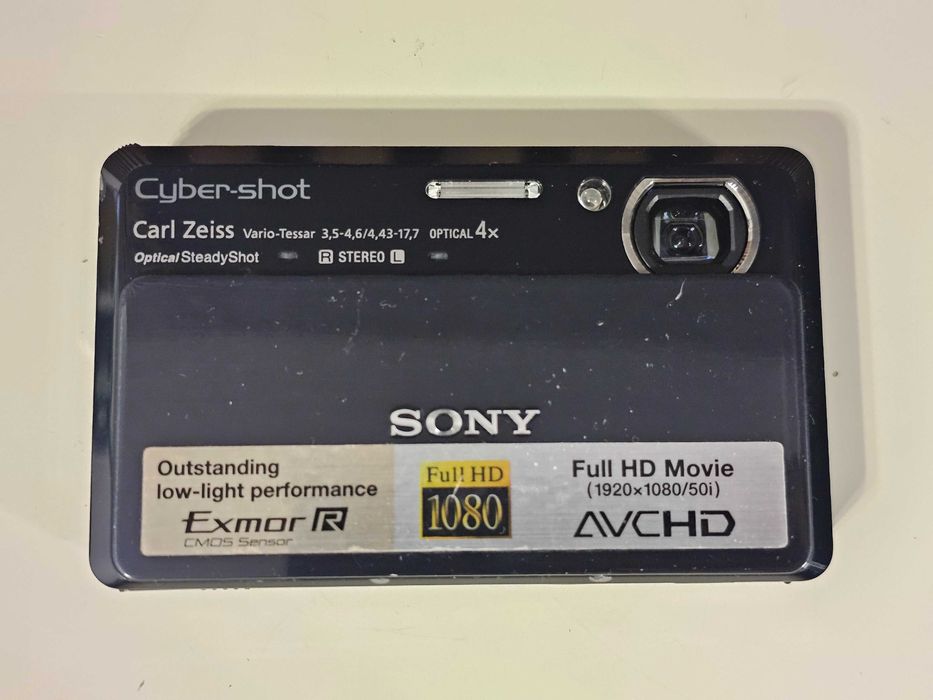 Cyber-shot
Carl Zeiss Vario-Tessar 3,5-4,6/4,43-17,7 OPTICAL 4x
Optical SteadyShot R STEREO L
SONY
Outstanding
low-light performance
Exmor R
CMOS Sensor
Full HD
1080
Full HD Movie
(1920×1080/50i)
AVCHD